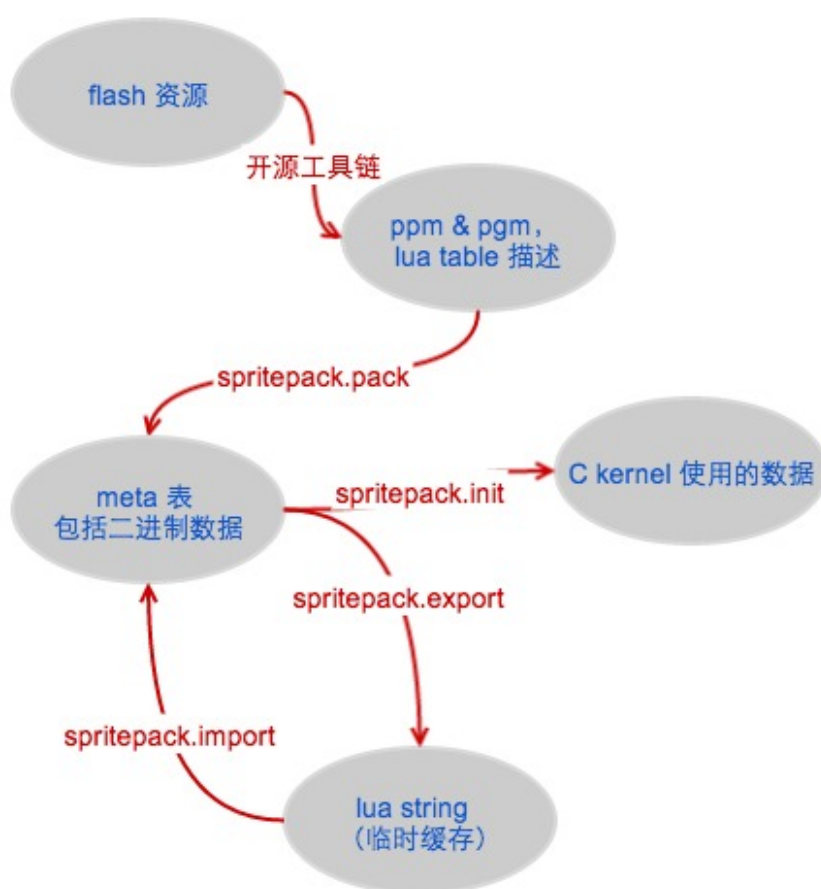 flash 资源
开源工具链
ppm & pgm，
lua table 描述
spritepack.pack
meta 表
包括二进制数据
spritepack.init
C kernel 使用的数据
spritepack.export
spritepack.import
lua string
（临时缓存）